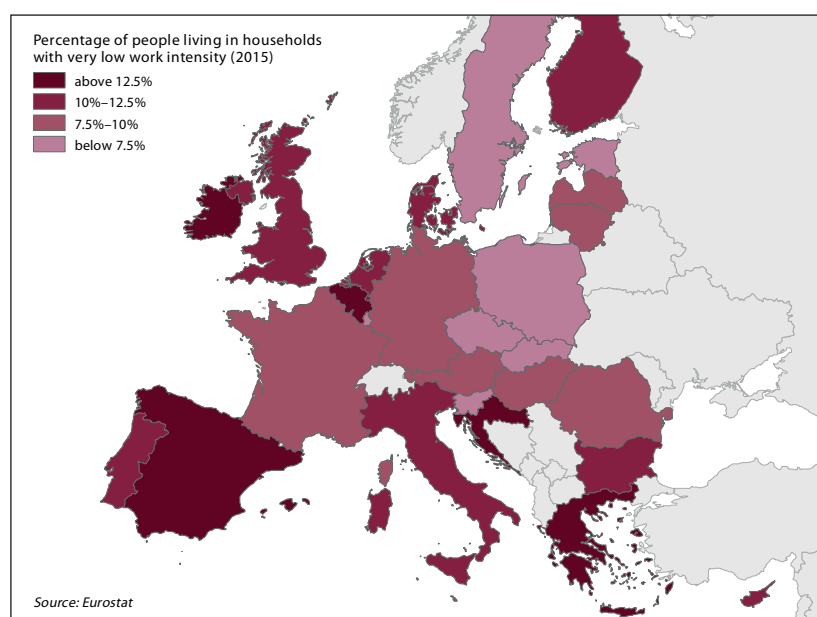 Percentage of people living in households
with very low work intensity (2015)
above 12.5%
10%–12.5%
7.5%–10%
below 7.5%
Source: Eurostat